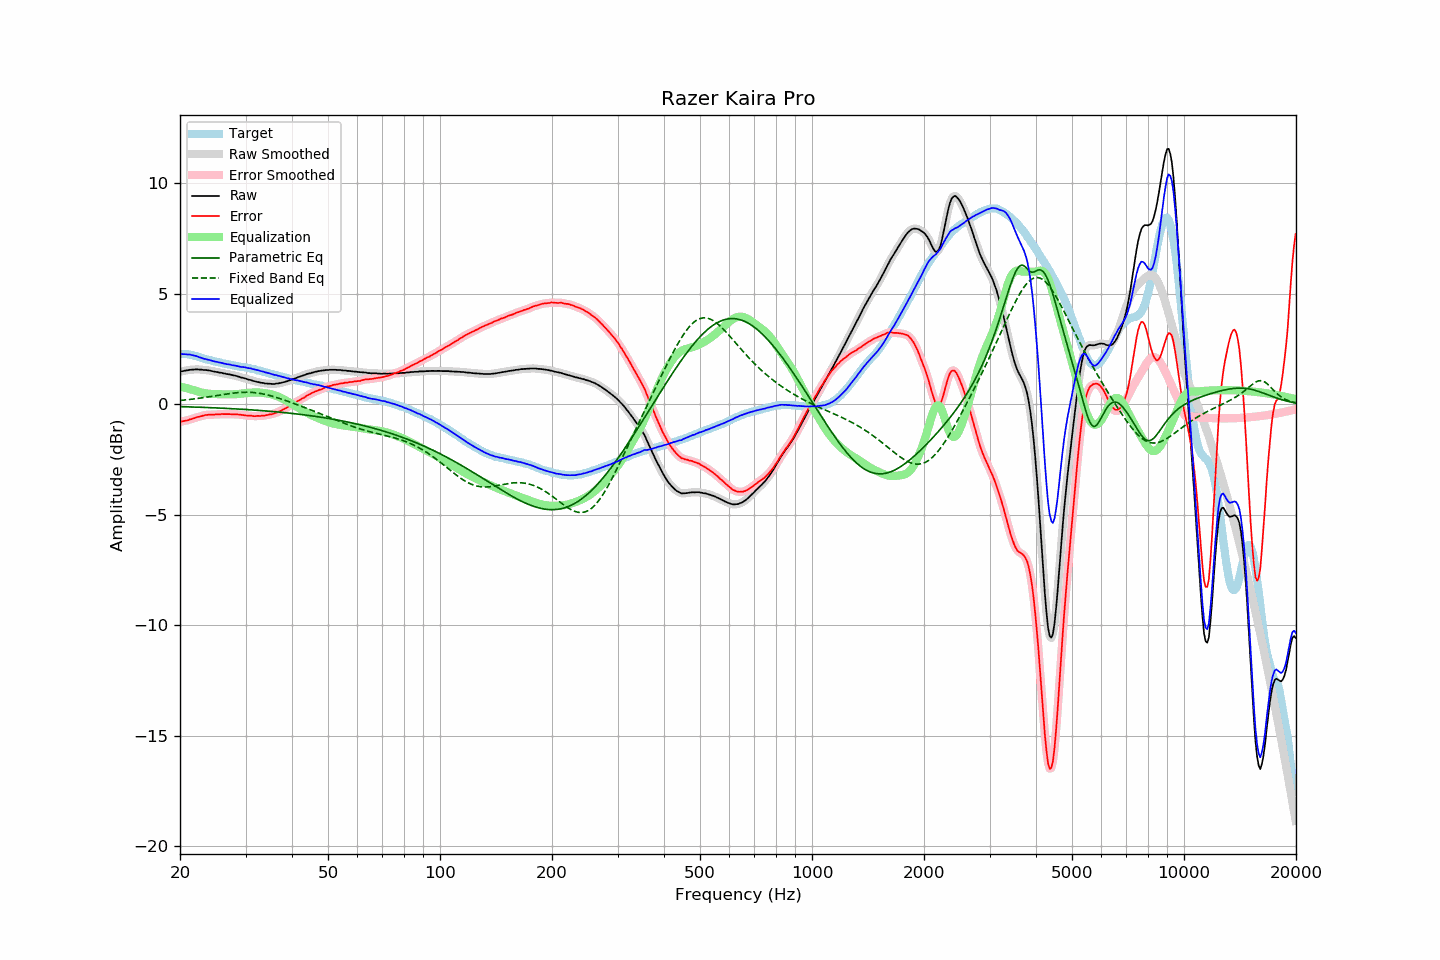 Razer Kaira Pro
Target
Raw Smoothed
Error Smoothed
Raw
Error
Equalization
Parametric Eq
Fixed Band Eq
Equalized
Amplitude (dBr)
10
5
0
−5
−10
−15
−20
20 50 100 200 500 1000 2000 5000 10000 20000
Frequency (Hz)